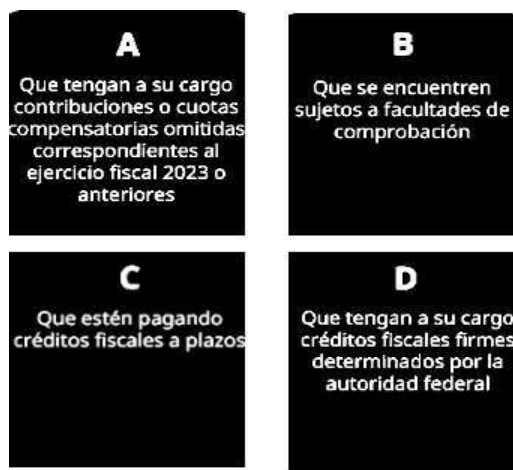 A
Que tengan a su cargo
contribuciones o cuotas
compensatorias omitidas
correspondientes al
ejercicio fiscal 2023 o
anteriores
B
Que se encuentren
sujetos a facultades de
comprobación
C
Que estén pagando
créditos fiscales a plazos
D
Que tengan a su cargo
créditos fiscales firmes
determinados por la
autoridad federal